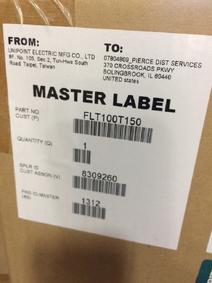 FROM:
UNIPOINT ELECTRIC MFG CO., LTD
8F, No. 105, Sec 2, Tun-Hwa South
Road, Taipei, Taiwan
TO:
07804809_PIERCE DIST SERVICES
370 CROSSROADS PKWY
BOLINGBROOK, IL 60440
UNITED states
MASTER LABEL
PART NO
CUST (P)
FLT100T150
QUANTITY (Q)
1
SPLR ID
CUST ASSGN (V)
8309260
PKG ID-MASTER
1312